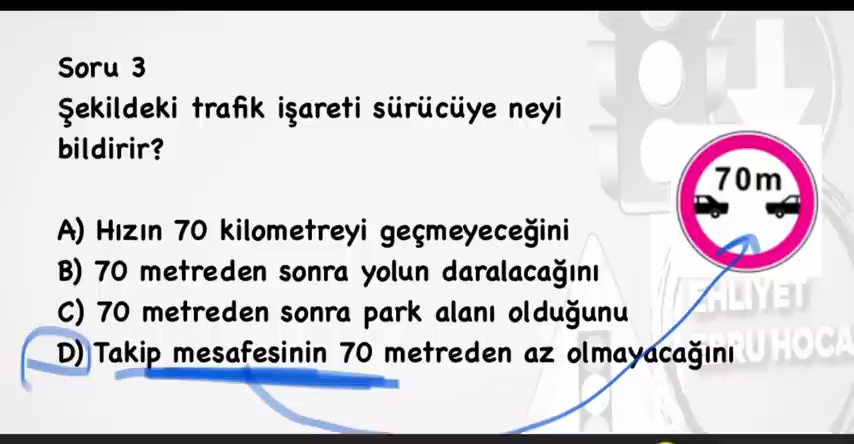 Soru 3
Şekildeki trafik işareti sürücüye neyi
bildirir?
70m
A) Hızın 70 kilometreyi geçmeyeceğini
B) 70 metreden sonra yolun daralacağını
C) 70 metreden sonra park alanı olduğunu
D) Takip mesafesinin 70 metreden az olmayacağını
EHLİYET
EBRU HOCA